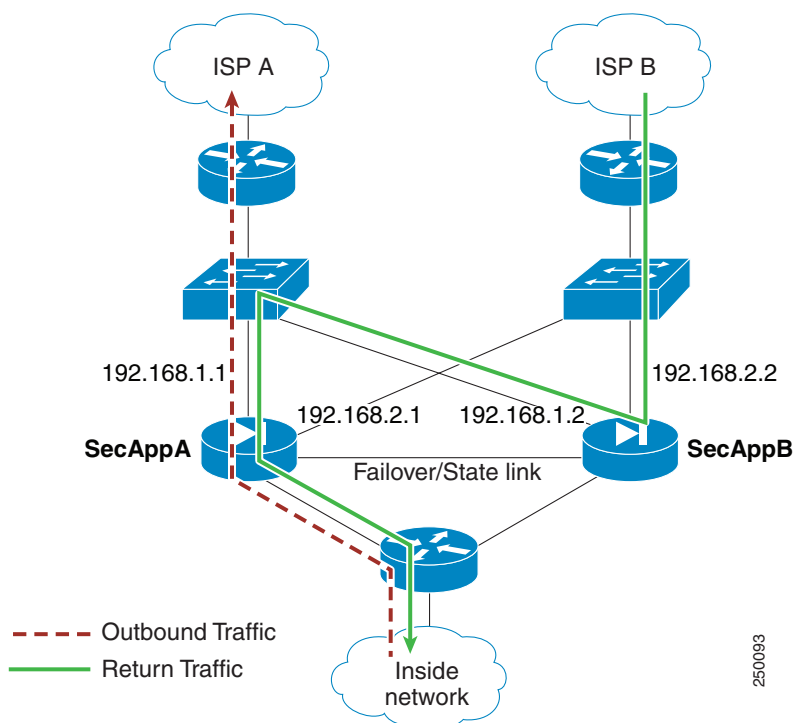 ISP A
ISP B
192.168.1.1
192.168.2.2
192.168.2.1
192.168.1.2
SecAppA
SecAppB
Failover/State link
Outbound Traffic
Return Traffic
Inside
network
250093